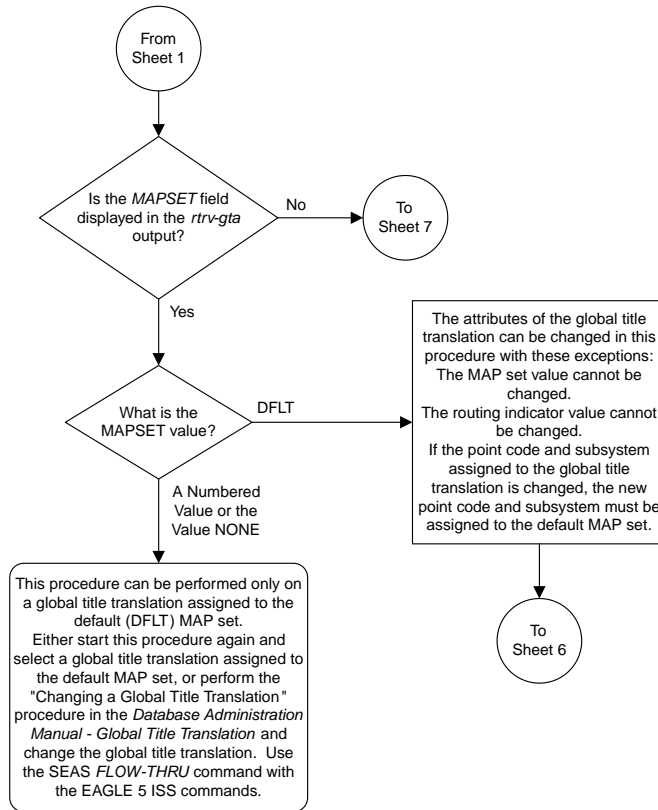 From
Sheet 1
Is the MAPSET field
displayed in the rtrv-gta
output?
No
To
Sheet 7
Yes
What is the
MAPSET value?
DFLT
The attributes of the global title
translation can be changed in this
procedure with these exceptions:
The MAP set value cannot be
changed.
The routing indicator value cannot
be changed.
If the point code and subsystem
assigned to the global title
translation is changed, the new
point code and subsystem must be
assigned to the default MAP set.
A Numbered
Value or the
Value NONE
This procedure can be performed only on
a global title translation assigned to the
default (DFLT) MAP set.
Either start this procedure again and
select a global title translation assigned to
the default MAP set, or perform the
"Changing a Global Title Translation"
procedure in the Database Administration
Manual - Global Title Translation and
change the global title translation.  Use
the SEAS FLOW-THRU command with
the EAGLE 5 ISS commands.
To
Sheet 6